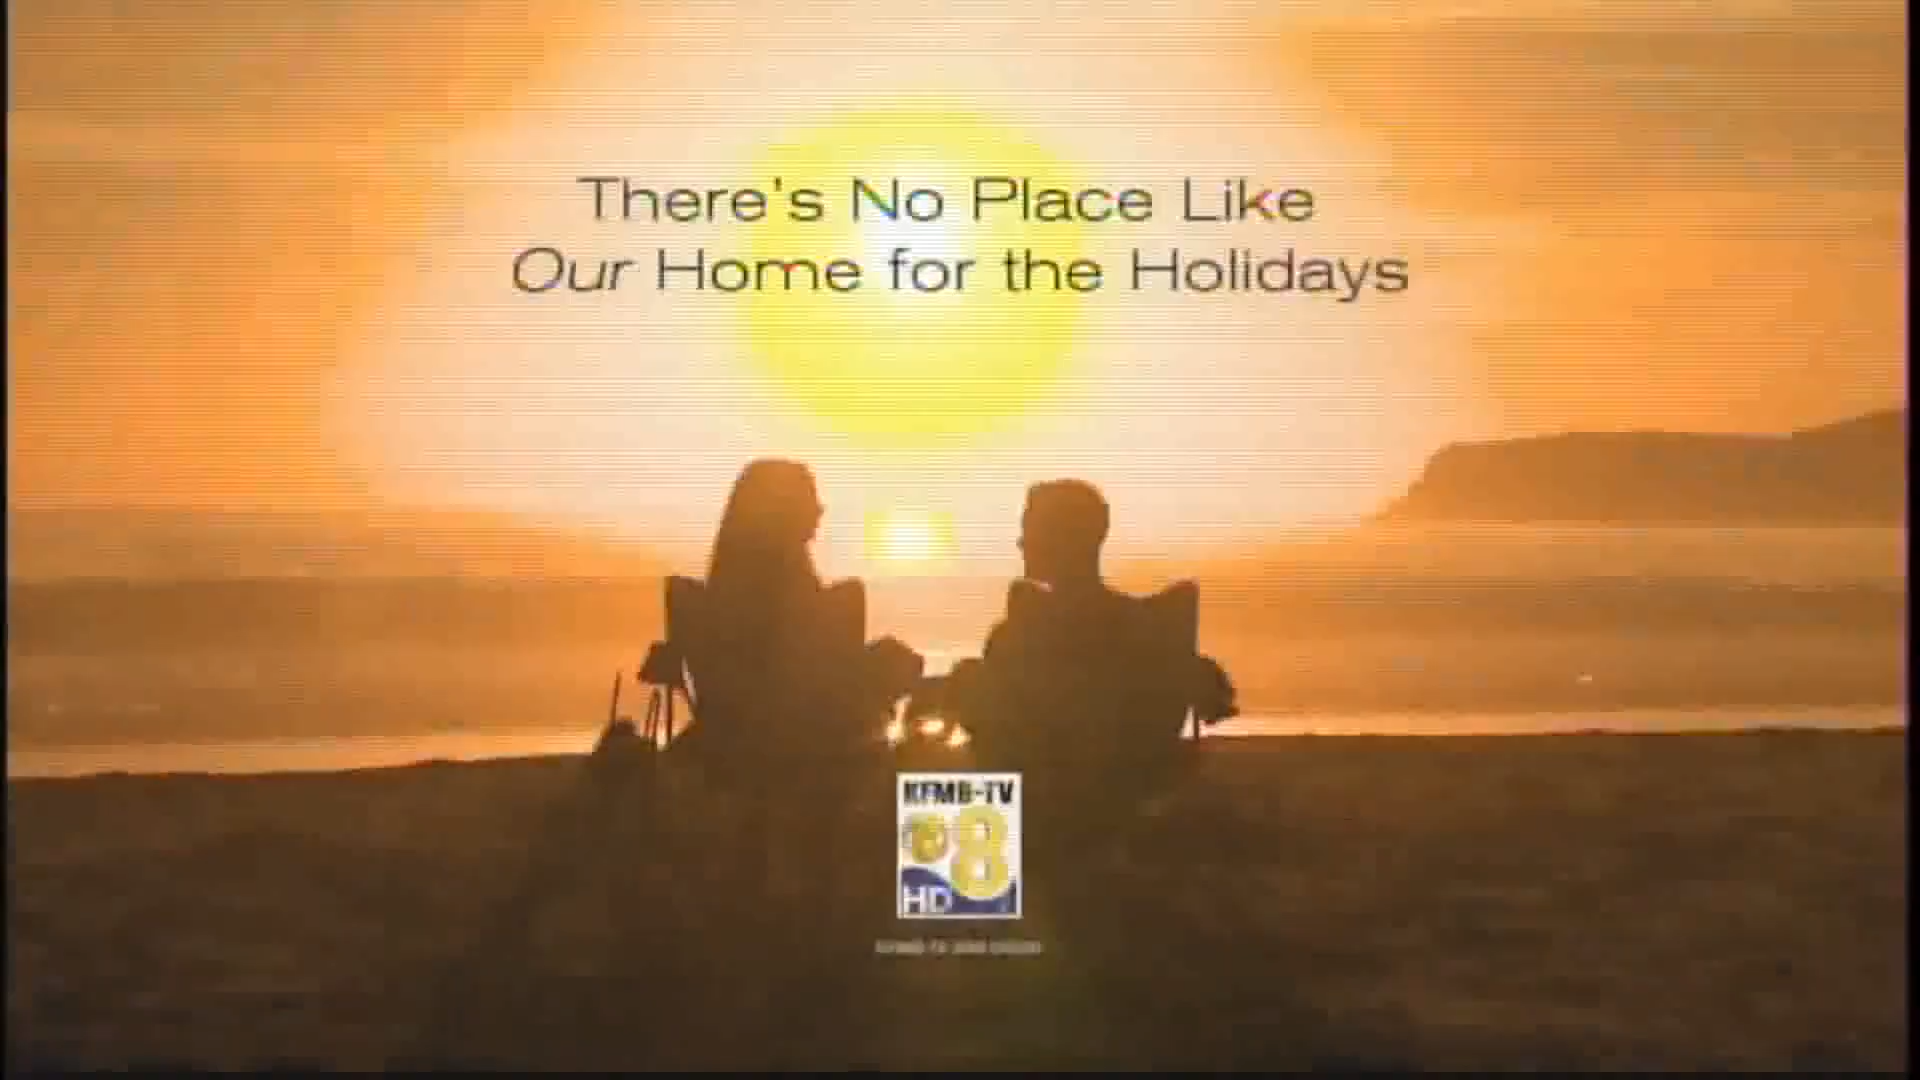 There's No Place Like
Our Home for the Holidays
KFMB-TV
8
HD